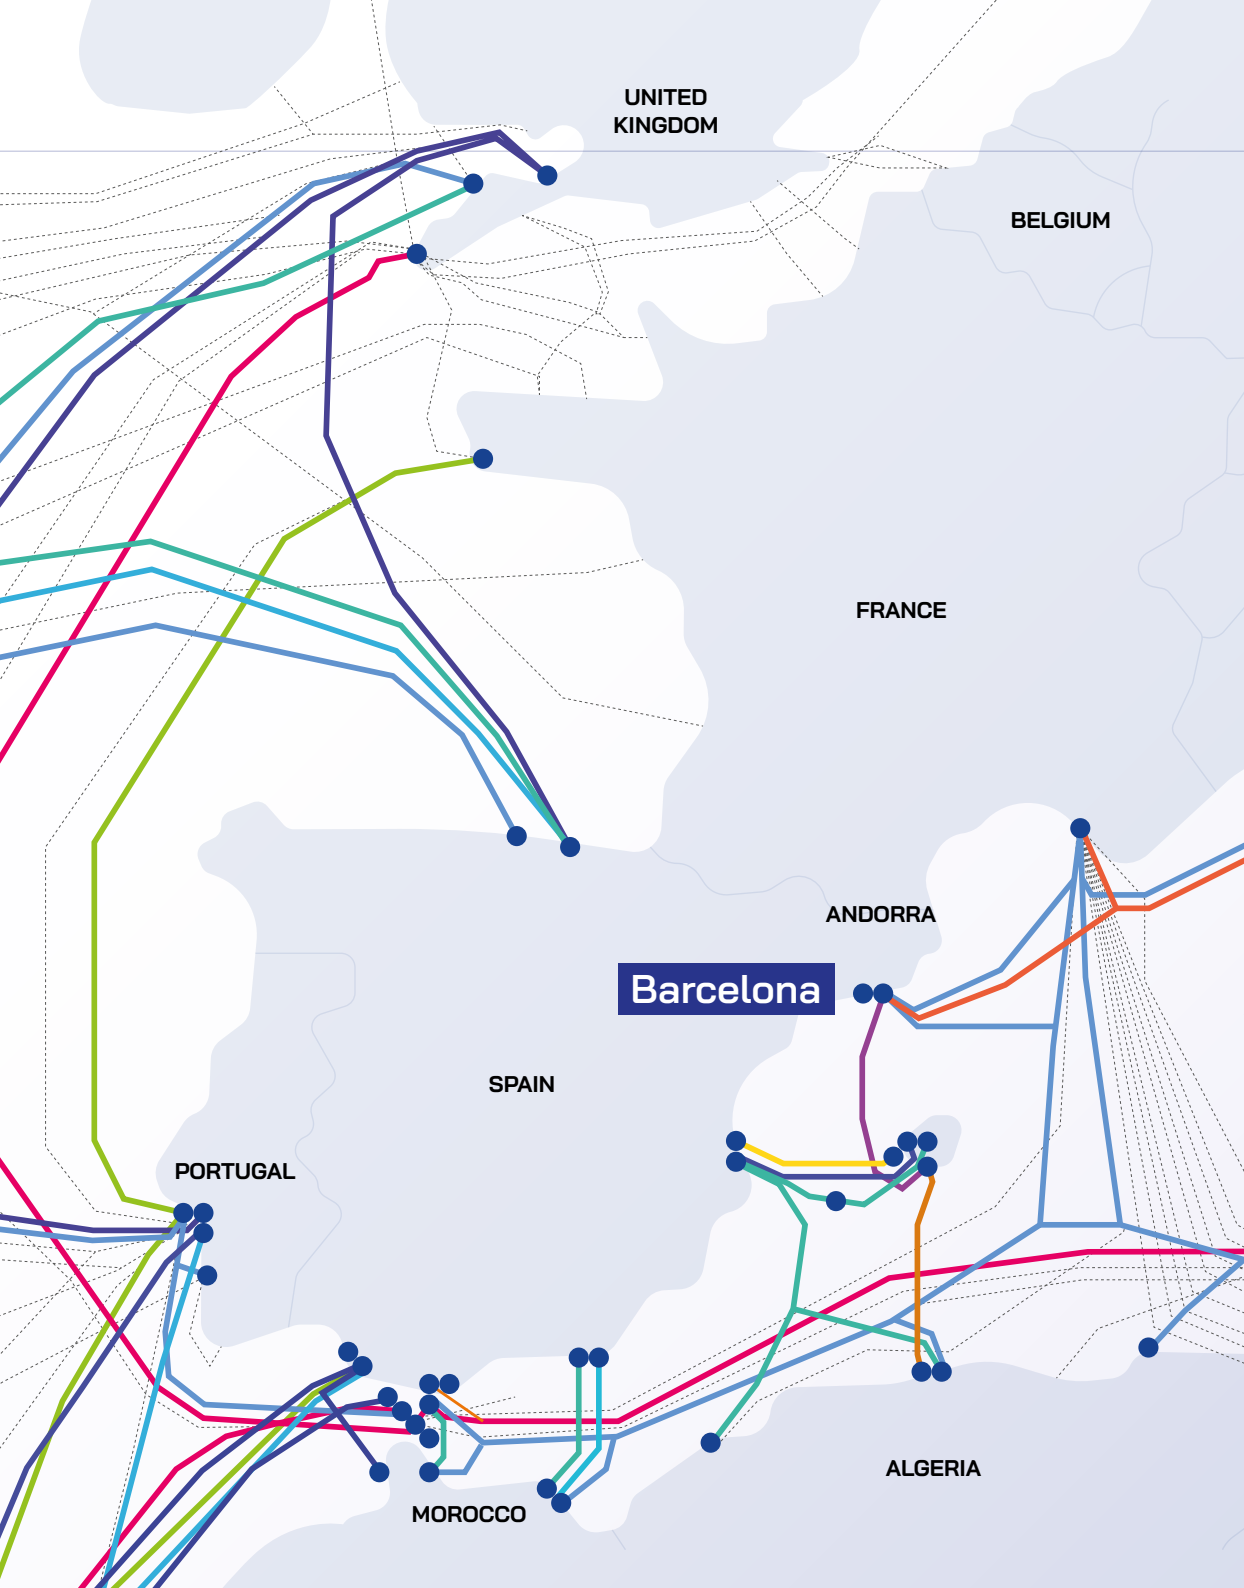 UNITED
KINGDOM
BELGIUM
FRANCE
ANDORRA
Barcelona
SPAIN
PORTUGAL
ALGERIA
MOROCCO